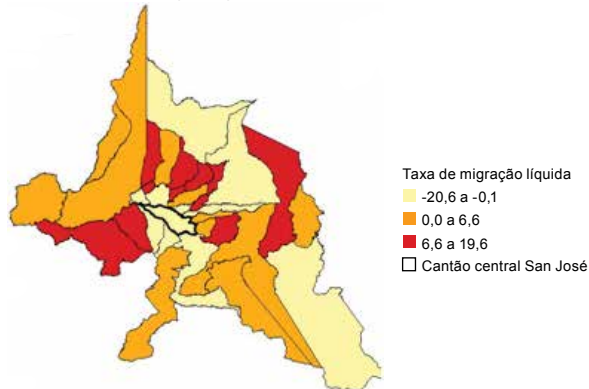 Taxa de migração líquida
-20,6 a -0,1
0,0 a 6,6
6,6 a 19,6
Cantão central San José